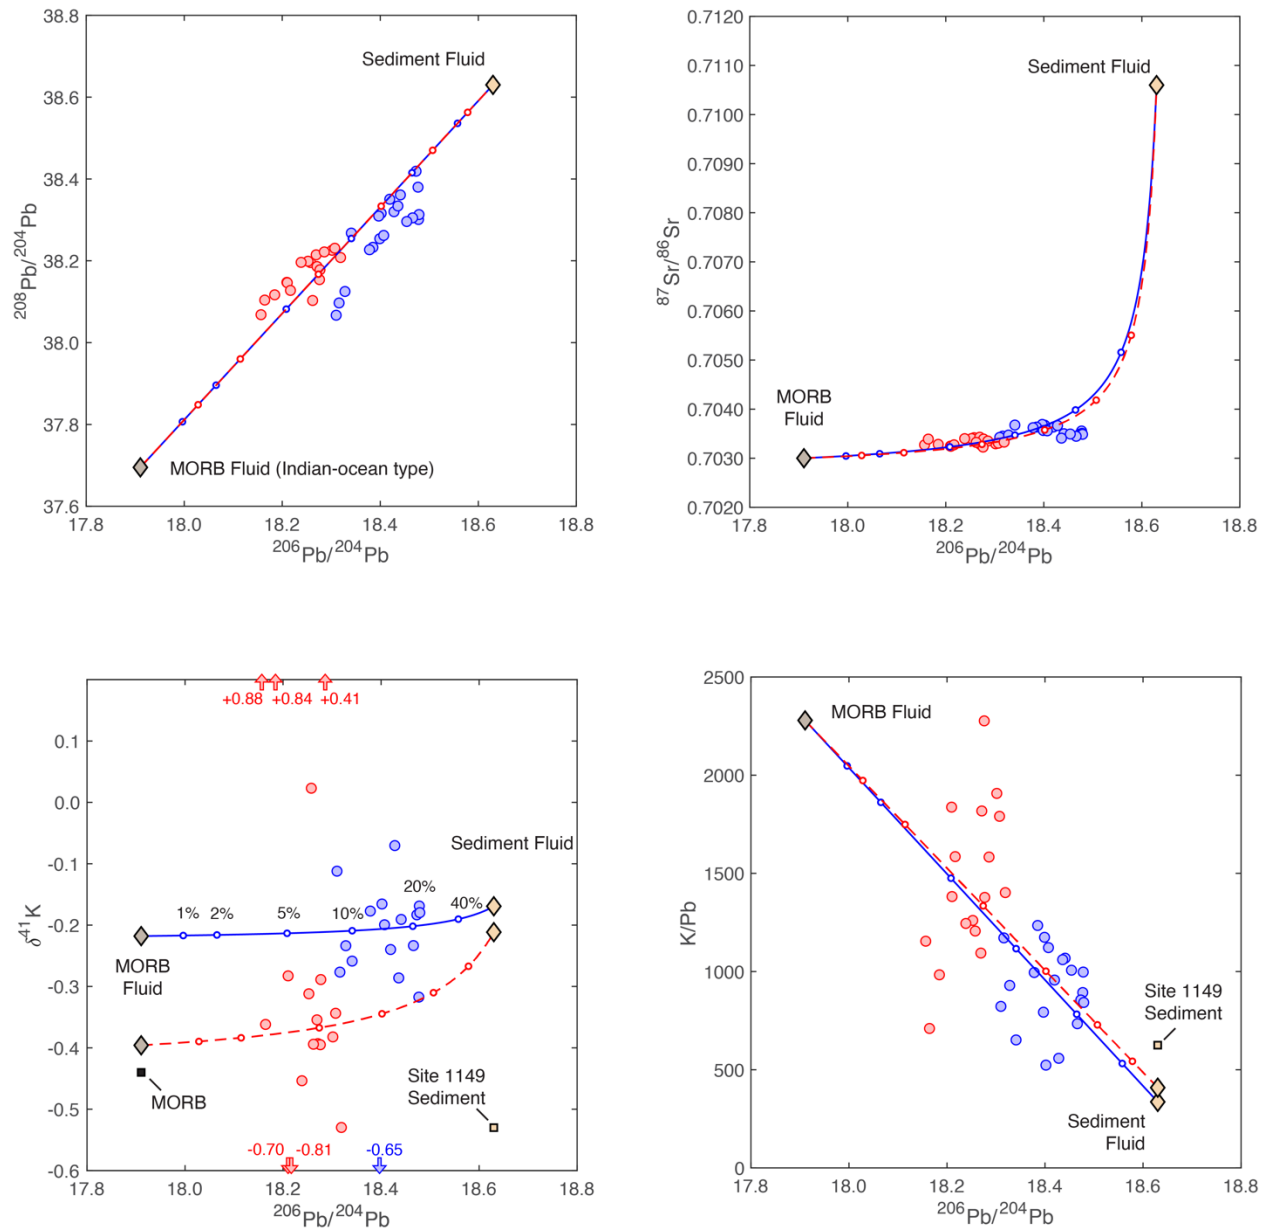 38.8
38.6
38.4
38.2
38.0
37.8
37.6
17.8 18.0 18.2 18.4 18.6 18.8
208Pb/204Pb
206Pb/204Pb
Sediment Fluid
MORB Fluid (Indian-ocean type)
0.7120
0.7110
0.7100
0.7090
0.7080
0.7070
0.7060
0.7050
0.7040
0.7030
0.7020
17.8 18.0 18.2 18.4 18.6 18.8
87Sr/86Sr
206Pb/204Pb
Sediment Fluid
MORB
Fluid
+0.88 +0.84 +0.41
0.1
0.0
-0.1
-0.2
-0.3
-0.4
-0.5
-0.6
17.8 18.0 18.2 18.4 18.6 18.8
δ41K
206Pb/204Pb
Sediment Fluid
1% 2% 5% 10% 20% 40%
MORB
Fluid
MORB
Site 1149
Sediment
-0.70 -0.81 -0.65
2500
2000
1500
1000
500
0
17.8 18.0 18.2 18.4 18.6 18.8
K/Pb
206Pb/204Pb
MORB Fluid
Site 1149
Sediment
Sediment
Fluid